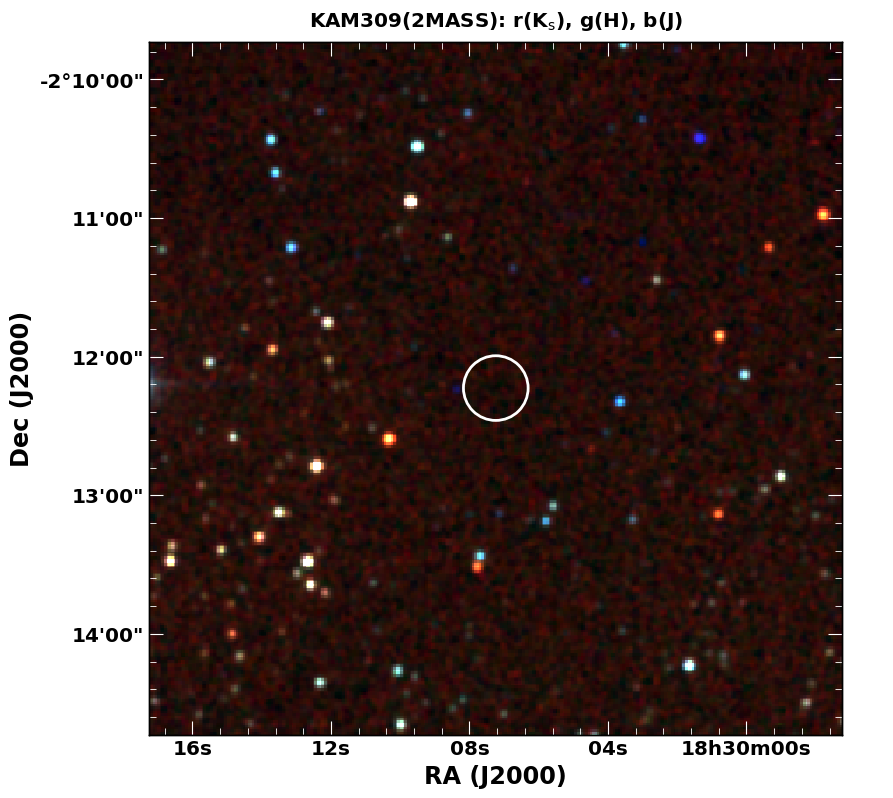 KAM309(2MASS): r(Kₛ), g(H), b(J)
-2°10'00"
11'00"
12'00"
13'00"
14'00"
Dec (J2000)
16s 12s 08s 04s 18h30m00s
RA (J2000)